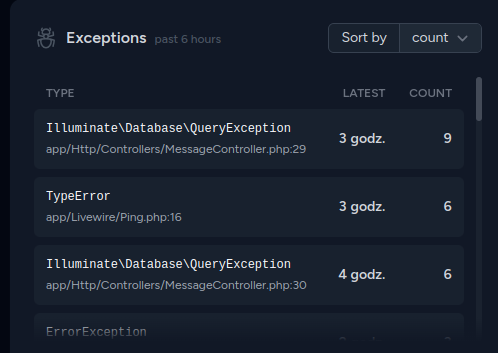 Exceptions past 6 hours
Sort by count
TYPE LATEST COUNT
Illuminate\Database\QueryException
app/Http/Controllers/MessageController.php:29
3 godz. 9
TypeError
app/Livewire/Ping.php:16
3 godz. 6
Illuminate\Database\QueryException
app/Http/Controllers/MessageController.php:30
4 godz. 6
ErrorException